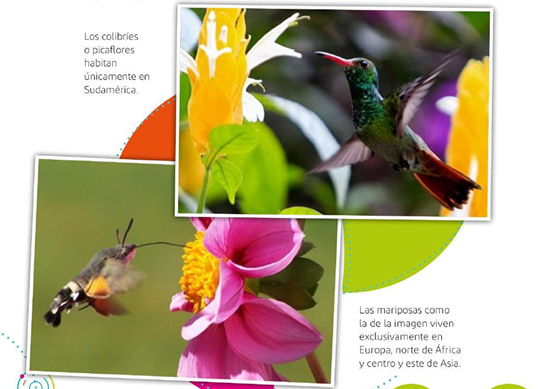 Los colibríes
o picaflores
habitan
únicamente en
Sudamérica.
Las mariposas como
la de la imagen viven
exclusivamente en
Europa, norte de África
y centro y este de Asia.